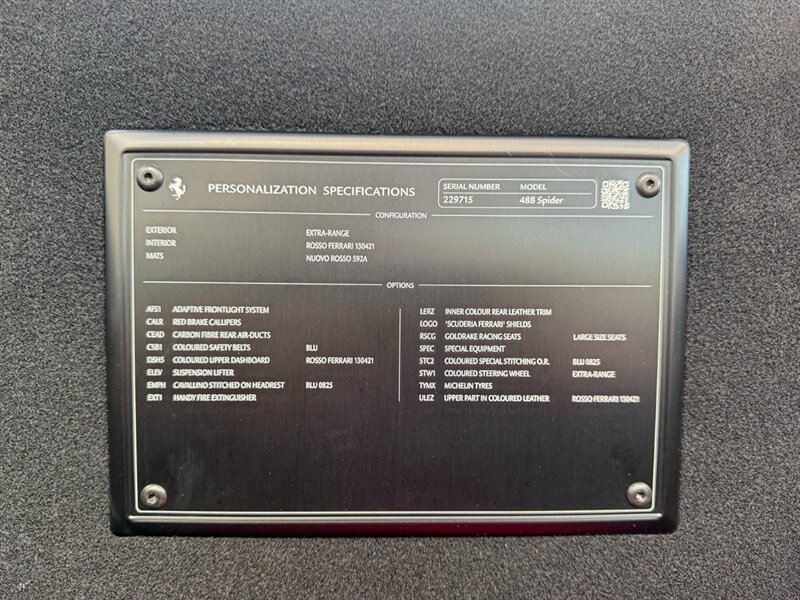 PERSONALIZATION SPECIFICATIONS
SERIAL NUMBER MODEL
229715 488 Spider
CONFIGURATION
EXTERIOR EXTRA-RANGE
INTERIOR ROSSO FERRARI 130421
MATS NUOVO ROSSO 592A
OPTIONS
AFS1 ADAPTIVE FRONTLIGHT SYSTEM
CALR RED BRAKE CALLIPERS
CEAD CARBON FIBRE REAR AIR-DUCTS
CSB1 COLOURED SAFETY BELTS BLU
DSH5 COLOURED UPPER DASHBOARD ROSSO FERRARI 130421
ELEV SUSPENSION LIFTER
EMPH CAVALLINO STITCHED ON HEADREST BLU 0825
EXT1 HANDY FIRE EXTINGUISHER
LERZ INNER COLOUR REAR LEATHER TRIM
LOGO 'SCUDERIA FERRARI' SHIELDS
RSCG GOLDRAKE RACING SEATS LARGE SIZE SEATS
SPEC SPECIAL EQUIPMENT
STC2 COLOURED SPECIAL STITCHING O.R. BLU 0825
STW1 COLOURED STEERING WHEEL EXTRA-RANGE
TYMX MICHELIN TYRES
ULEZ UPPER PART IN COLOURED LEATHER ROSSO FERRARI 130421